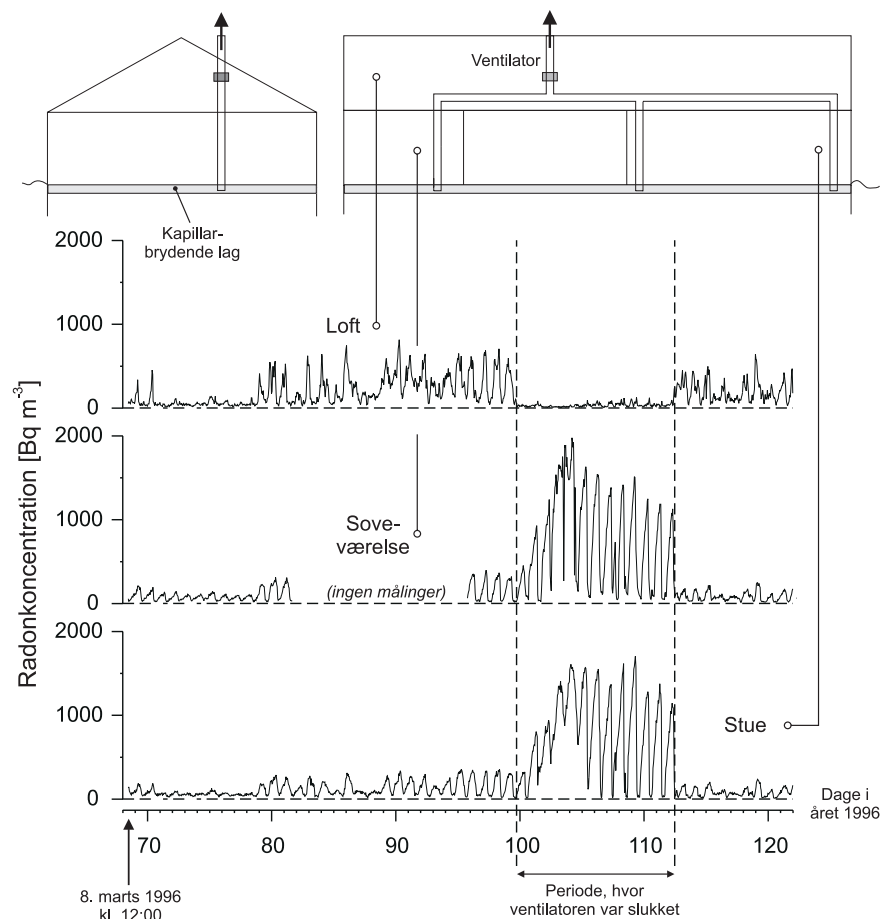 Ventilator
Kapillar-
brydende lag
Radonkoncentration [Bq m⁻³]
2000
1000
0
Loft
2000
1000
0
Sove-
værelse
(ingen målinger)
2000
1000
0
Stue
Dage i
året 1996
70 80 90 100 110 120
8. marts 1996
kl. 12:00
Periode, hvor
ventilatoren var slukket